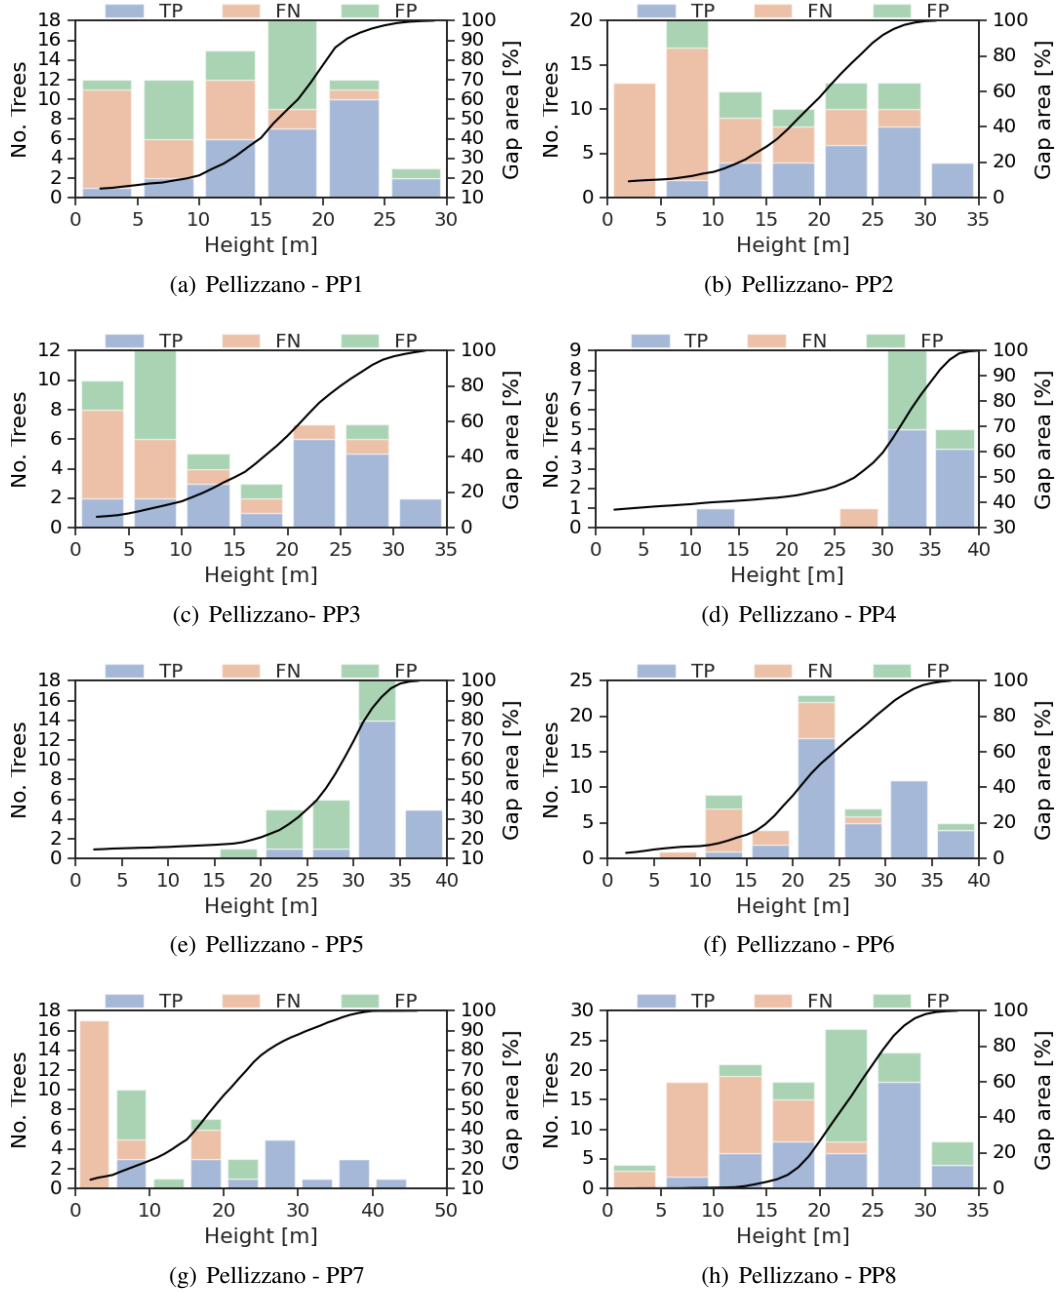 TP FN FP TP FN FP
No. Trees
18 16 14 12 10 8 6 4 2 0
100 90 80 70 60 50 40 30 20 10
Gap area [%]
0 5 10 15 20 25 30
Height [m]
(a) Pellizzano - PP1
No. Trees
20 15 10 5 0
100 80 60 40 20 0
Gap area [%]
0 5 10 15 20 25 30 35
Height [m]
(b) Pellizzano- PP2
TP FN FP TP FN FP
No. Trees
12 10 8 6 4 2 0
100 80 60 40 20 0
Gap area [%]
0 5 10 15 20 25 30 35
Height [m]
(c) Pellizzano- PP3
No. Trees
9 8 7 6 5 4 3 2 1 0
100 90 80 70 60 50 40 30
Gap area [%]
0 5 10 15 20 25 30 35 40
Height [m]
(d) Pellizzano - PP4
TP FN FP TP FN FP
No. Trees
18 16 14 12 10 8 6 4 2 0
100 90 80 70 60 50 40 30 20 10
Gap area [%]
0 5 10 15 20 25 30 35 40
Height [m]
(e) Pellizzano - PP5
No. Trees
25 20 15 10 5 0
100 80 60 40 20 0
Gap area [%]
0 5 10 15 20 25 30 35 40
Height [m]
(f) Pellizzano - PP6
TP FN FP TP FN FP
No. Trees
18 16 14 12 10 8 6 4 2 0
100 90 80 70 60 50 40 30 20 10
Gap area [%]
0 10 20 30 40 50
Height [m]
(g) Pellizzano - PP7
No. Trees
30 25 20 15 10 5 0
100 80 60 40 20 0
Gap area [%]
0 5 10 15 20 25 30 35
Height [m]
(h) Pellizzano - PP8